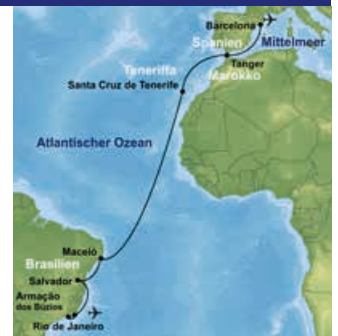 Barcelona
Spanien
Mittelmeer
Tanger
Teneriffa
Marokko
Santa Cruz de Tenerife
Atlantischer Ozean
Maceió
Brasilien
Salvador
Armação
dos Búzios
Rio de Janeiro